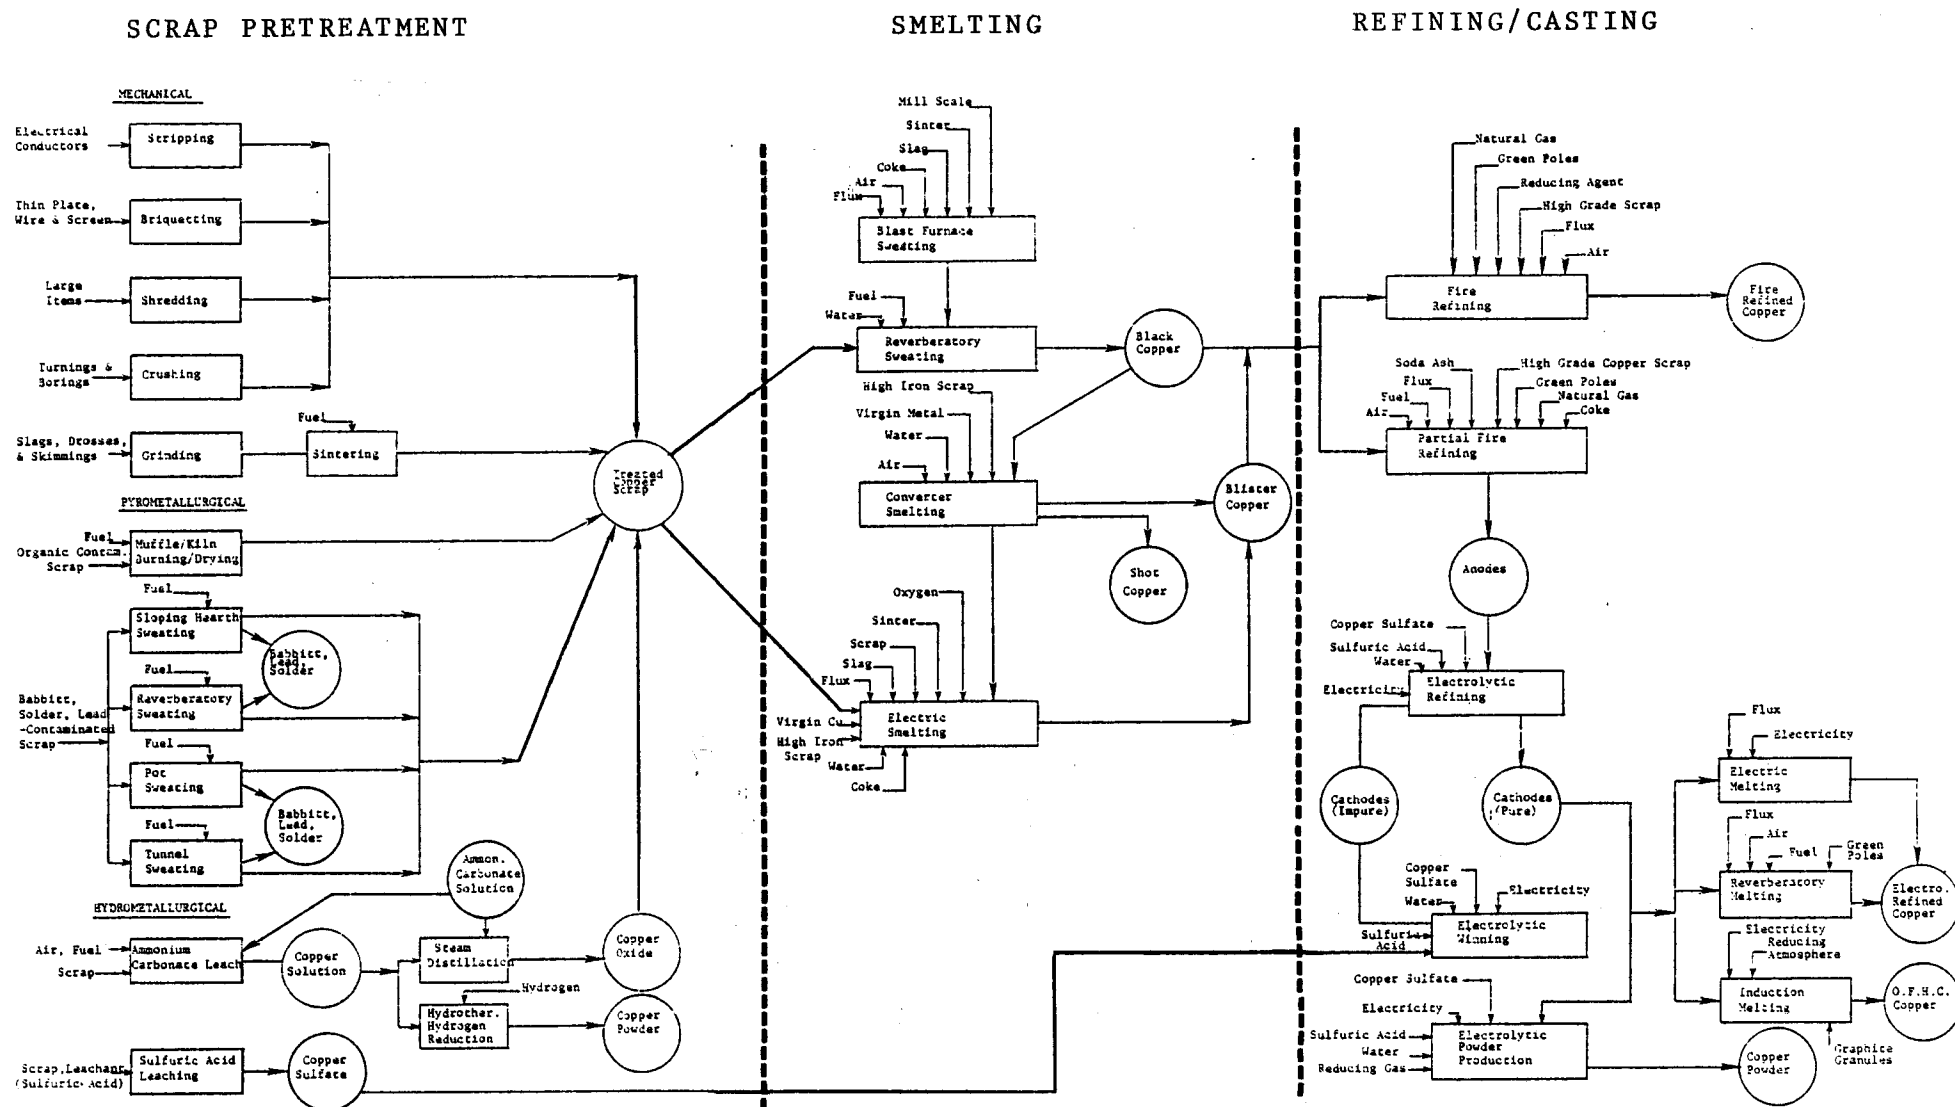 SCRAP PRETREATMENT
SMELTING
REFINING/CASTING
MECHANICAL
Electrical
Conductors
Stripping
Thin Plate,
Wire & Screen
Briquetting
Large
Items
Shredding
Turnings &
Borings
Crushing
Slags, Drosses,
& Skimmings
Grinding
Fuel
Sintering
Treated
Copper
Scrap
PYROMETALLURGICAL
Fuel
Organic Contam.
Scrap
Muffle/Kiln
Burning/Drying
Fuel
Sloping Hearth
Sweating
Babbitt,
Lead,
Solder
Fuel
Raverberatory
Sweating
Babbitt,
Solder, Lead
-Contaminated
Scrap
Fuel
Pot
Sweating
Babbitt,
Lead,
Solder
Fuel
Tunnel
Sweating
HYDROMETALLURGICAL
Air, Fuel
Scrap
Ammonium
Carbonate Leach
Copper
Solution
Ammon.
Carbonate
Solution
Steam
Distillation
Copper
Oxide
Hydrogen
Hydrother.
Hydrogen
Reduction
Copper
Powder
Scrap,Leachant
(Sulfuric Acid)
Sulfuric Acid
Leaching
Copper
Sulfate
Mill Scale
Sinter
Slag
Coke
Air
Flux
Blast Furnace
Sweating
Fuel
Water
Reverberatory
Sweating
Black
Copper
High Iron Scrap
Virgin Metal
Water
Air
Converter
Smelting
Blister
Copper
Shot
Copper
Oxygen
Sinter
Scrap
Slag
Flux
Virgin Cu
High Iron
Scrap
Water
Coke
Electric
Smelting
Natural Gas
Green Poles
Reducing Agent
High Grade Scrap
Flux
Air
Fire
Refining
Fire
Refined
Copper
Soda Ash
Flux
Fuel
Air
High Grade Copper Scrap
Green Poles
Natural Gas
Coke
Partial Fire
Refining
Anodes
Copper Sulfate
Sulfuric Acid
Water
Electricity
Electrolytic
Refining
Cathodes
(Impure)
Cathodes
(Pure)
Copper
Sulfate
Water
Electricity
Sulfuric
Acid
Electrolytic
Winning
Copper Sulfate
Electricity
Sulfuric Acid
Water
Reducing Gas
Electrolytic
Powder
Production
Copper
Powder
Flux
Electricity
Electric
Melting
Flux
Air
Fuel
Green
Poles
Reverberatory
Melting
Electro.
Refined
Copper
Electricity
Reducing
Atmosphere
Induction
Melting
O.F.H.C.
Copper
Graphite
Granules